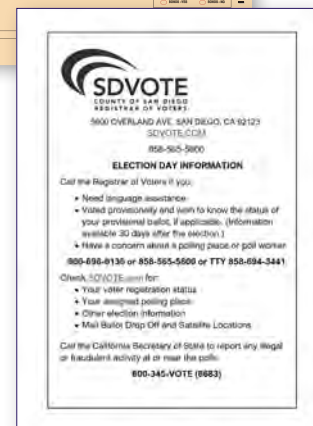 SDVOTE
COUNTY OF SAN DIEGO
REGISTRAR OF VOTERS
5600 OVERLAND AVE, SAN DIEGO, CA 92123
SDVOTE.COM
858-565-5800
ELECTION DAY INFORMATION
Call the Registrar of Voters if you:
• Need language assistance
• Voted provisionally and wish to know the status of
your provisional ballot, if applicable. (Information
available 30 days after the election.)
• Have a concern about a polling place or poll worker
800-696-0136 or 858-565-5800 or TTY 858-694-3441
Check SDVOTE.com for:
• Your voter registration status
• Your assigned polling place
• Other election information
• Mail Ballot Drop Off and Satellite Locations
Call the California Secretary of State to report any illegal
or fraudulent activity at or near the polls.
800-345-VOTE (8683)